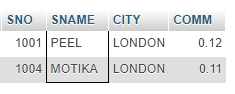 SNO SNAME CITY COMM
1001 PEEL LONDON 0.12
1004 MOTIKA LONDON 0.11